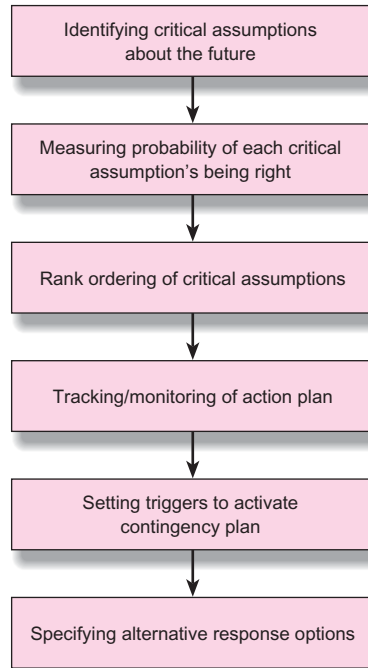 Identifying critical assumptions
about the future
Measuring probability of each critical
assumption's being right
Rank ordering of critical assumptions
Tracking/monitoring of action plan
Setting triggers to activate
contingency plan
Specifying alternative response options